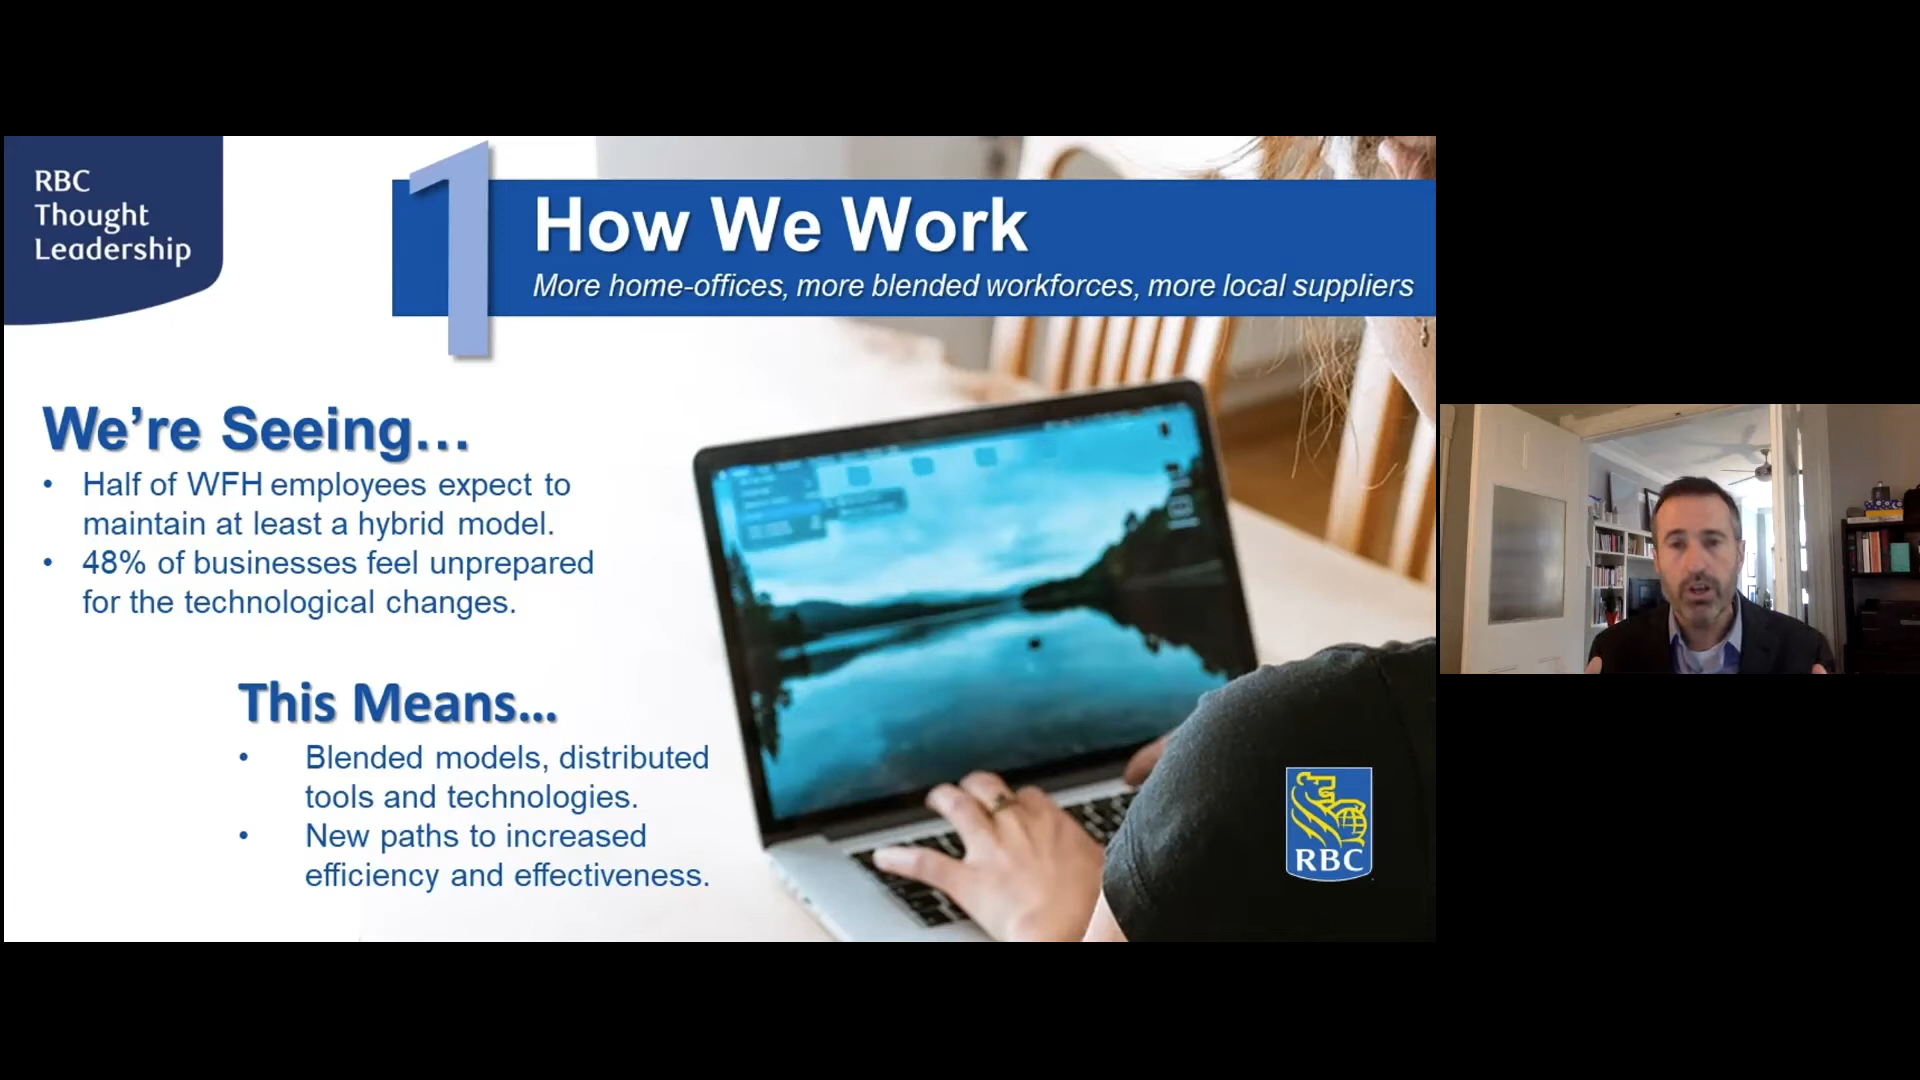 RBC
Thought
Leadership
1
How We Work
More home-offices, more blended workforces, more local suppliers
We’re Seeing…
• Half of WFH employees expect to
maintain at least a hybrid model.
• 48% of businesses feel unprepared
for the technological changes.
This Means…
• Blended models, distributed
tools and technologies.
• New paths to increased
efficiency and effectiveness.
RBC